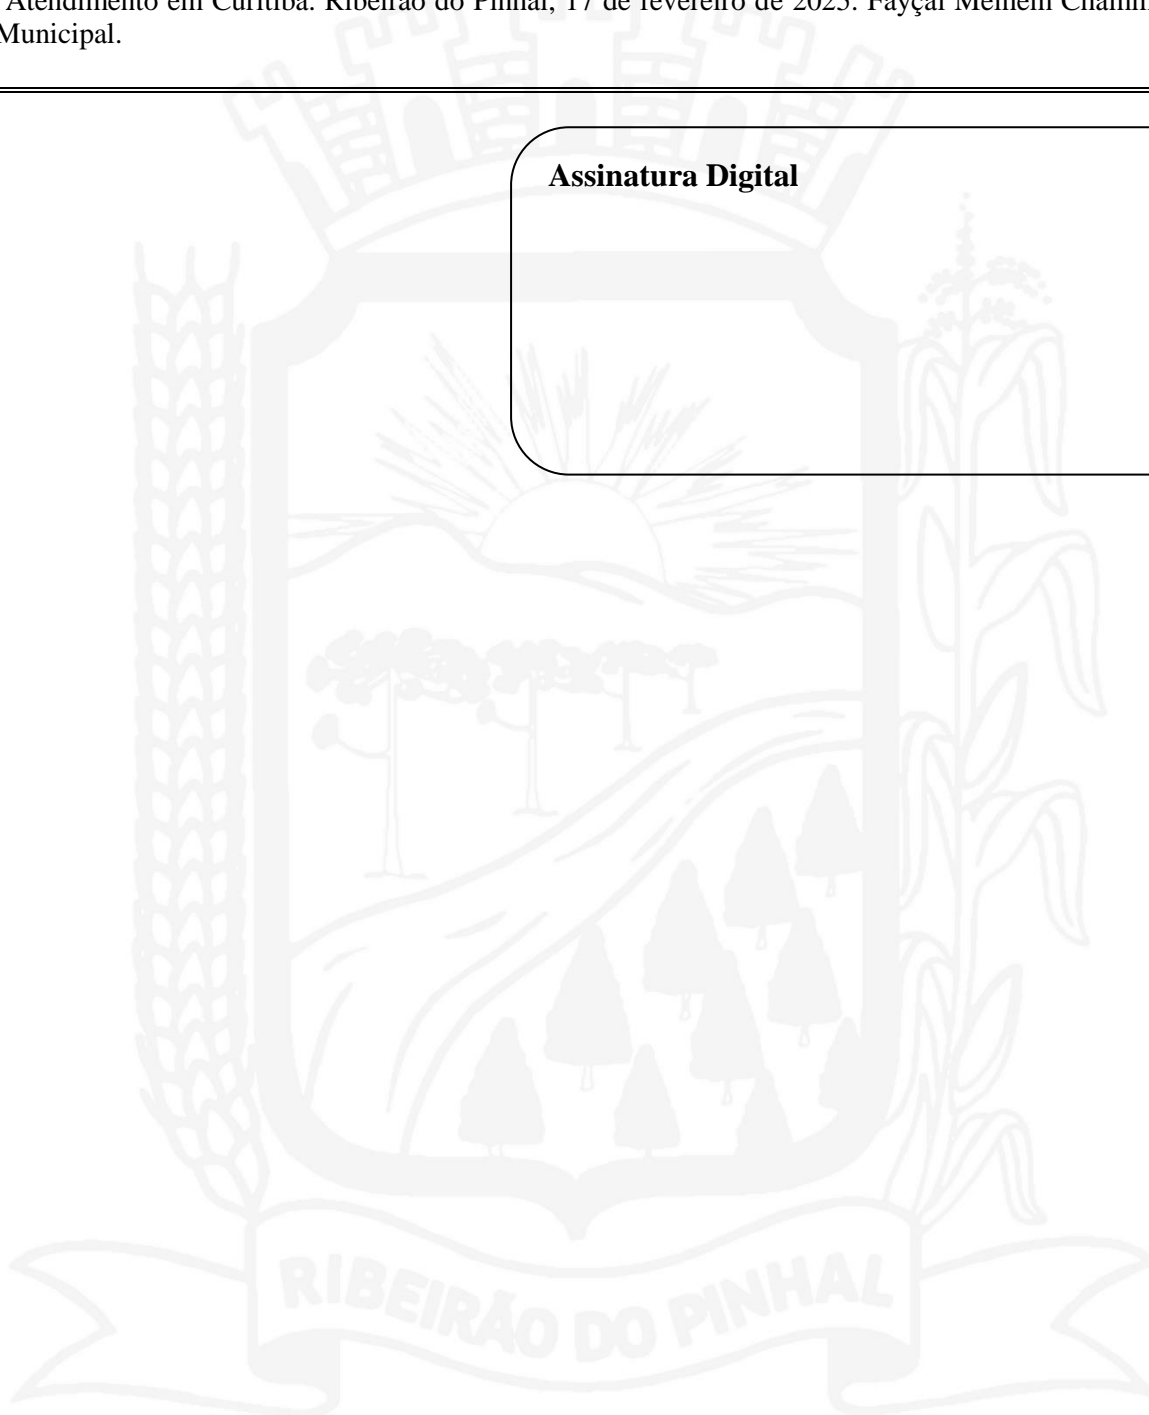 Atendimento em Curitiba. Ribeirão do Pinhal, 17 de fevereiro de 2025. Fayçal Melhem
Municipal.
Assinatura Digital
RIBEIRÃO DO PINHAL